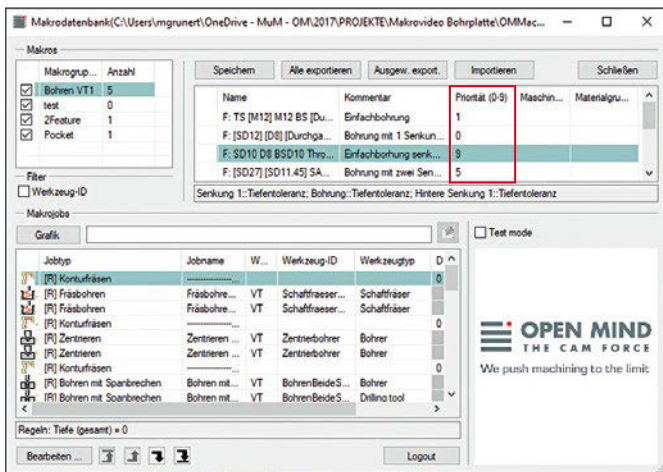 Makrodatenbank(C:\Users\mgrunert\OneDrive - MuM - OM\2017\PROJEKTE\Makrovideo Bohrplatte\OMMac...
Makros
Makrogrup... Anzahl
Bohren VT1 5
test 0
2Feature 1
Pocket 1
Filter
Werkzeug-ID
Speichern Alle exportieren Ausgew. export. Importieren Schließen
Name Kommentar Priorität (0-9) Maschin... Materialgru...
F: TS [M12] M12 BS [Du... Einfachbohrung 1
F: [SD12] [D8] [Durchga... Bohrung mit 1 Senkun... 0
F: SD10 D8 BSD10 Thro... Einfachborhung senk... 9
F: [SD27] [SD11.45] SA... Bohrung mit zwei Sen... 5
Senkung 1::Tiefentoleranz; Bohrung::Tiefentoleranz; Hintere Senkung 1::Tiefentoleranz
Makrojobs
Grafik
Test mode
Jobtyp Jobname W... Werkzeug-ID Werkzeugtyp D
[R] Konturfräsen ----------------... 0
[R] Fräsbohren Fräsbohre... VT Schaftfraeser... Schaftfräser
[R] Fräsbohren Fräsbohre... VT Schaftfraeser... Schaftfräser
[R] Konturfräsen ----------------... 0
[R] Zentrieren Zentrieren ... VT Zentrierbohrer Bohrer
[R] Zentrieren Zentrieren ... VT Zentrierbohrer Bohrer
[R] Konturfräsen ----------------... 0
[R] Bohren mit Spanbrechen Bohren mit... VT BohrenBeideS... Bohrer
[R] Bohren mit Spanbrechen Bohren mit... VT BohrenBeideS... Drilling tool
OPEN MIND
THE CAM FORCE
We push machining to the limit
Regeln: Tiefe (gesamt) = 0
Bearbeiten ... Logout